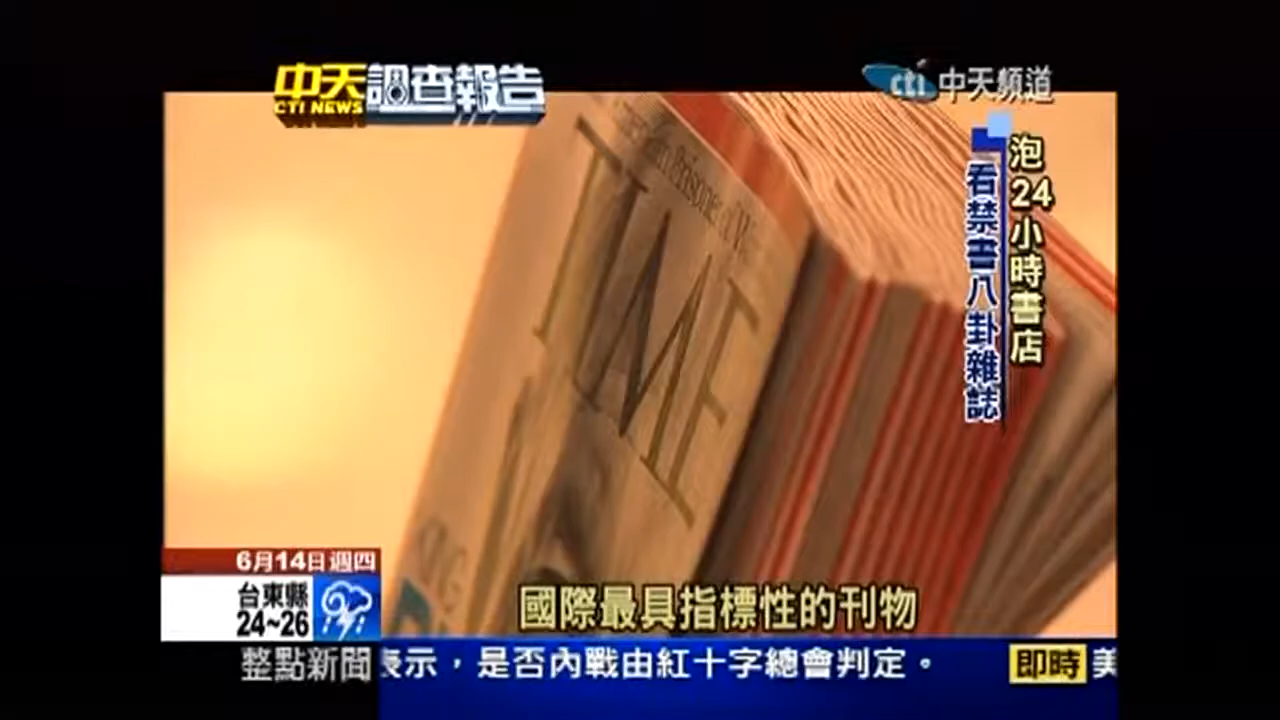 中天調查報告
CTI NEWS
cti 中天頻道
泡24小時書店
看禁書八卦雜誌
TIME
6月14日週四
台東縣
24~26
國際最具指標性的刊物
整點新聞
表示,是否內戰由紅十字總會判定。
即時 美